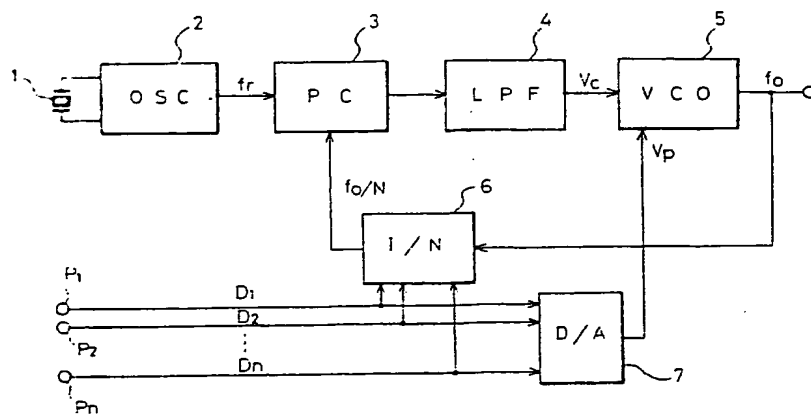 2
3
4
5
1
OSC
fr
PC
LPF
Vc
VCO
fo
Vp
fo/N
6
I/N
P1
D1
P2
D2
D/A
Dn
Pn
7